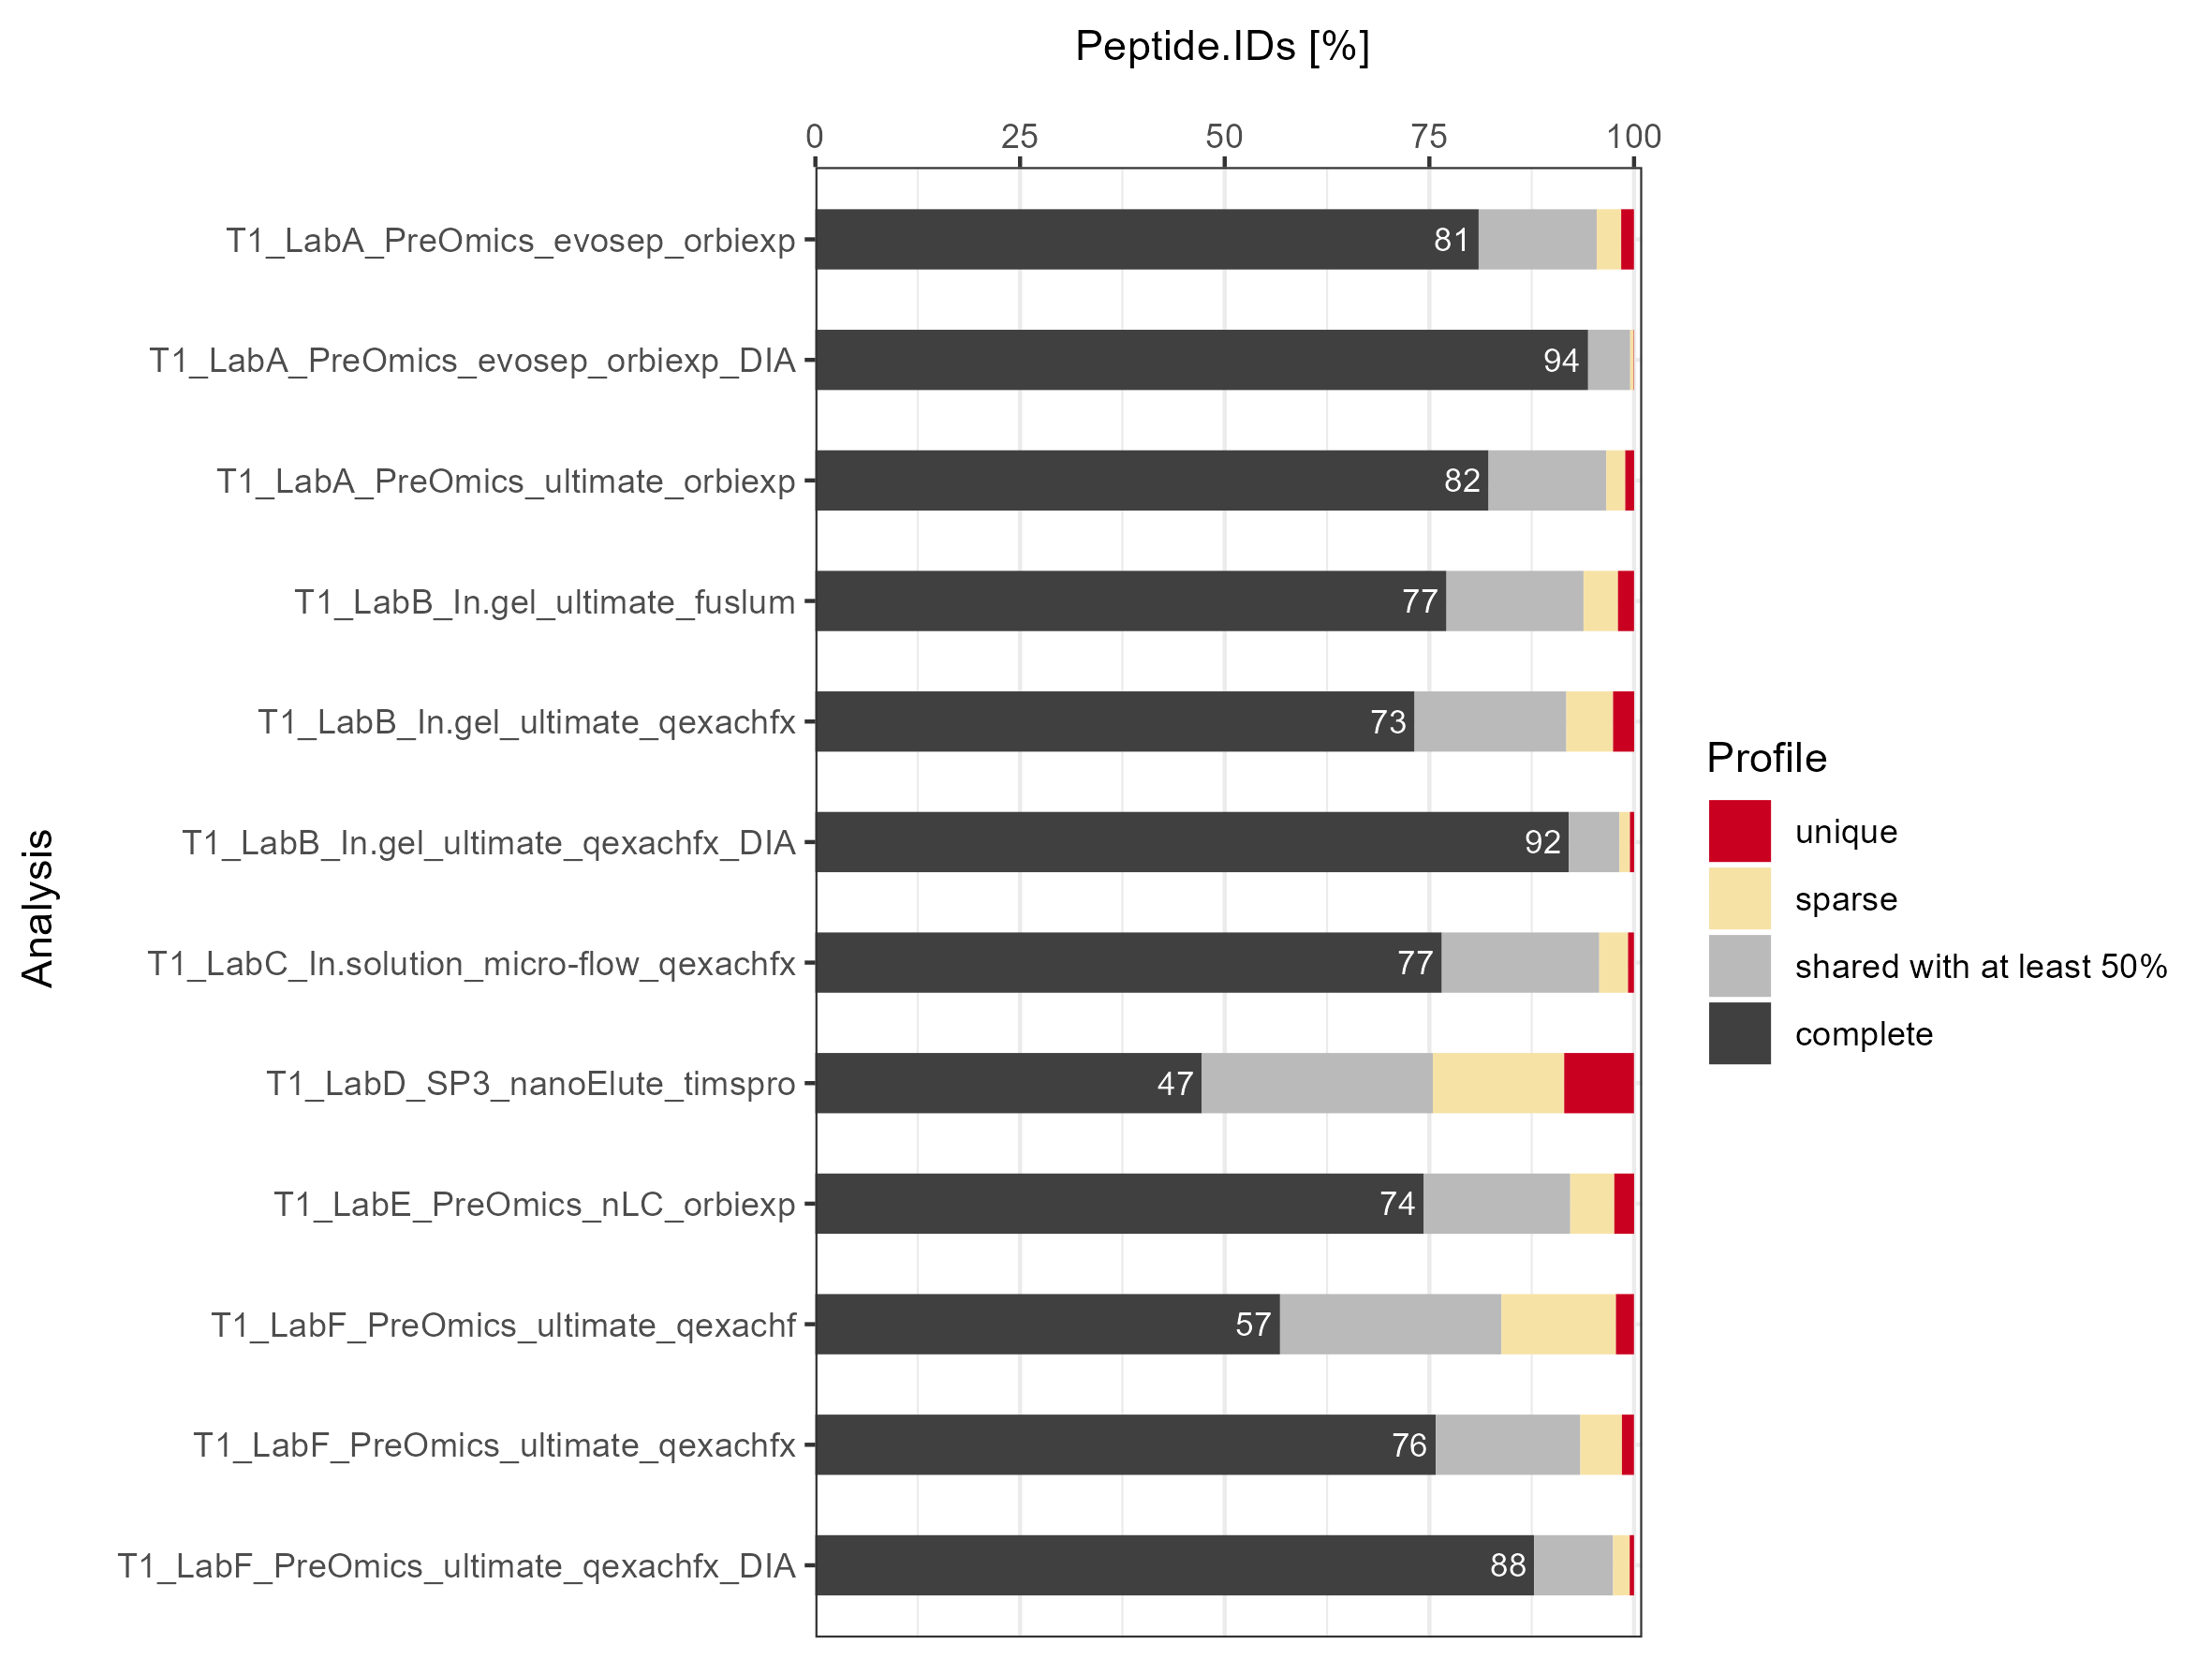 Peptide.IDs [%]
0 25 50 75 100
T1_LabA_PreOmics_evosep_orbiexp 81
T1_LabA_PreOmics_evosep_orbiexp_DIA 94
T1_LabA_PreOmics_ultimate_orbiexp 82
T1_LabB_In.gel_ultimate_fuslum 77
T1_LabB_In.gel_ultimate_qexachfx 73
T1_LabB_In.gel_ultimate_qexachfx_DIA 92
T1_LabC_In.solution_micro-flow_qexachfx 77
T1_LabD_SP3_nanoElute_timspro 47
T1_LabE_PreOmics_nLC_orbiexp 74
T1_LabF_PreOmics_ultimate_qexachf 57
T1_LabF_PreOmics_ultimate_qexachfx 76
T1_LabF_PreOmics_ultimate_qexachfx_DIA 88
Analysis
Profile
unique
sparse
shared with at least 50%
complete